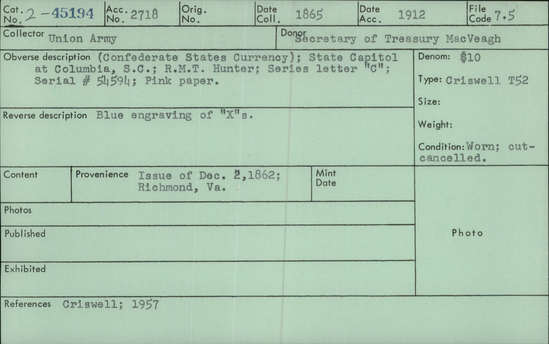 Cat. No. 2-45194 Acc. No. 2718 Orig. No. Date Coll. 1865 Date Acc. 1912 File Code 7.5
Collector Union Army Donor Secretary of Treasury MacVeagh
Obverse description (Confederate States Currency); State Capitol
at Columbia, S.C.; R.M.T. Hunter; Series letter "C";
Serial # 54594; Pink paper.
Denom: $10
Type: Criswell T52
Size:
Reverse description Blue engraving of "X"s.
Weight:
Condition: Worn; cut-
cancelled.
Content Provenience Issue of Dec. 2,1862;
Richmond, Va.
Mint
Date
Photos
Published
Photo
Exhibited
References Criswell; 1957